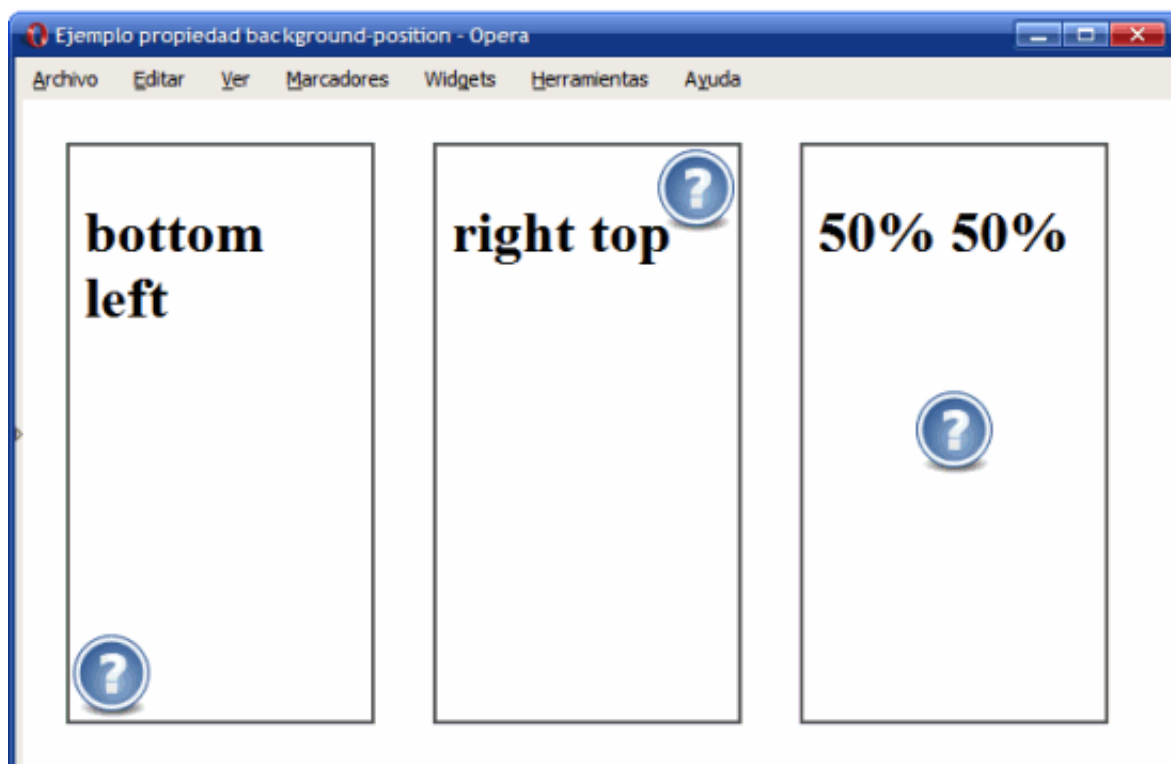 Ejemplo propiedad background-position - Opera
Archivo Editar Ver Marcadores Widgets Herramientas Ayuda
bottom
left
?
right top
?
50% 50%
?